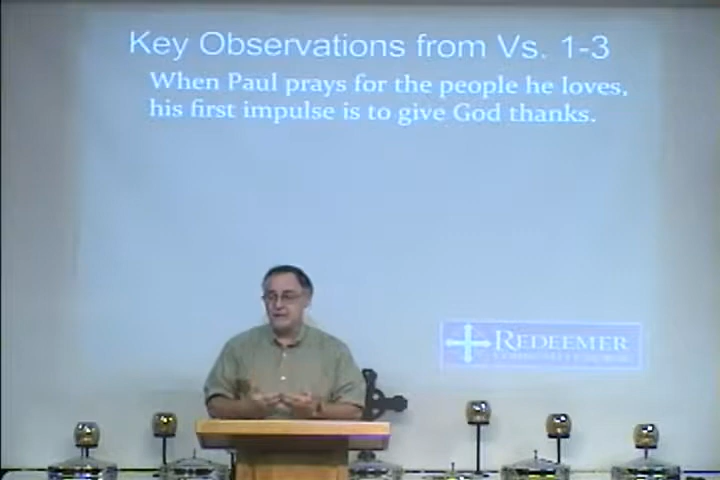 Key Observations from Vs. 1-3
When Paul prays for the people he loves,
his first impulse is to give God thanks.
REDEEMER